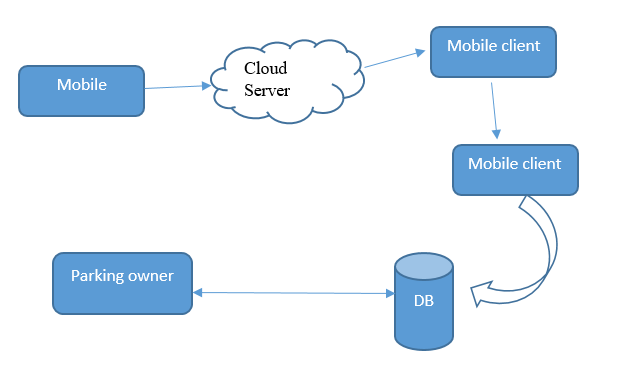 Mobile
Cloud
Server
Mobile client
Mobile client
Parking owner
DB